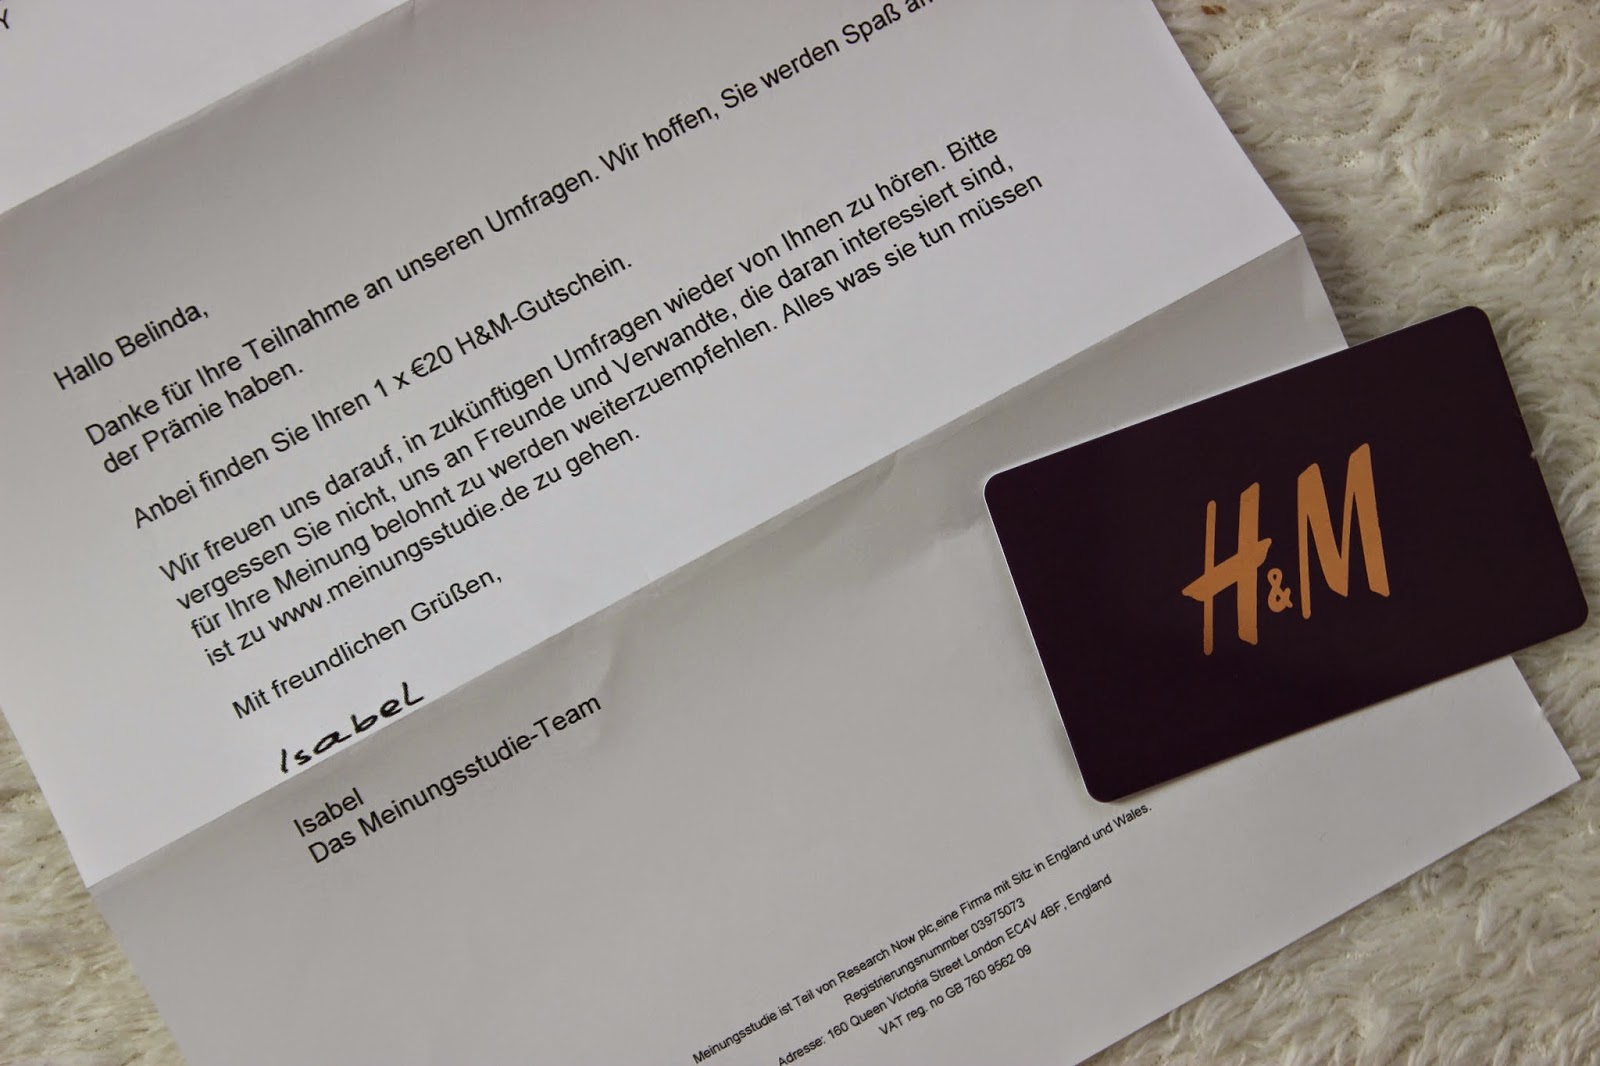 Y
Hallo Belinda,
Danke für Ihre Teilnahme an unseren Umfragen. Wir hoffen, Sie werden Spaß an
der Prämie haben.
Anbei finden Sie Ihren 1 x €20 H&M-Gutschein.
Wir freuen uns darauf, in zukünftigen Umfragen wieder von Ihnen zu hören. Bitte
vergessen Sie nicht, uns an Freunde und Verwandte, die daran interessiert sind,
für Ihre Meinung belohnt zu werden weiterzuempfehlen. Alles was sie tun müssen
ist zu www.meinungsstudie.de zu gehen.
Mit freundlichen Grüßen,
Isabel
Isabel
Das Meinungsstudie-Team
H&M
Meinungsstudie ist Teil von Research Now plc,eine Firma mit Sitz in England und Wales.
Registrierungsnummber 03975073
Adresse: 160 Queen Victoria Street London EC4V 4BF, England
VAT reg. no GB 760 9562 09